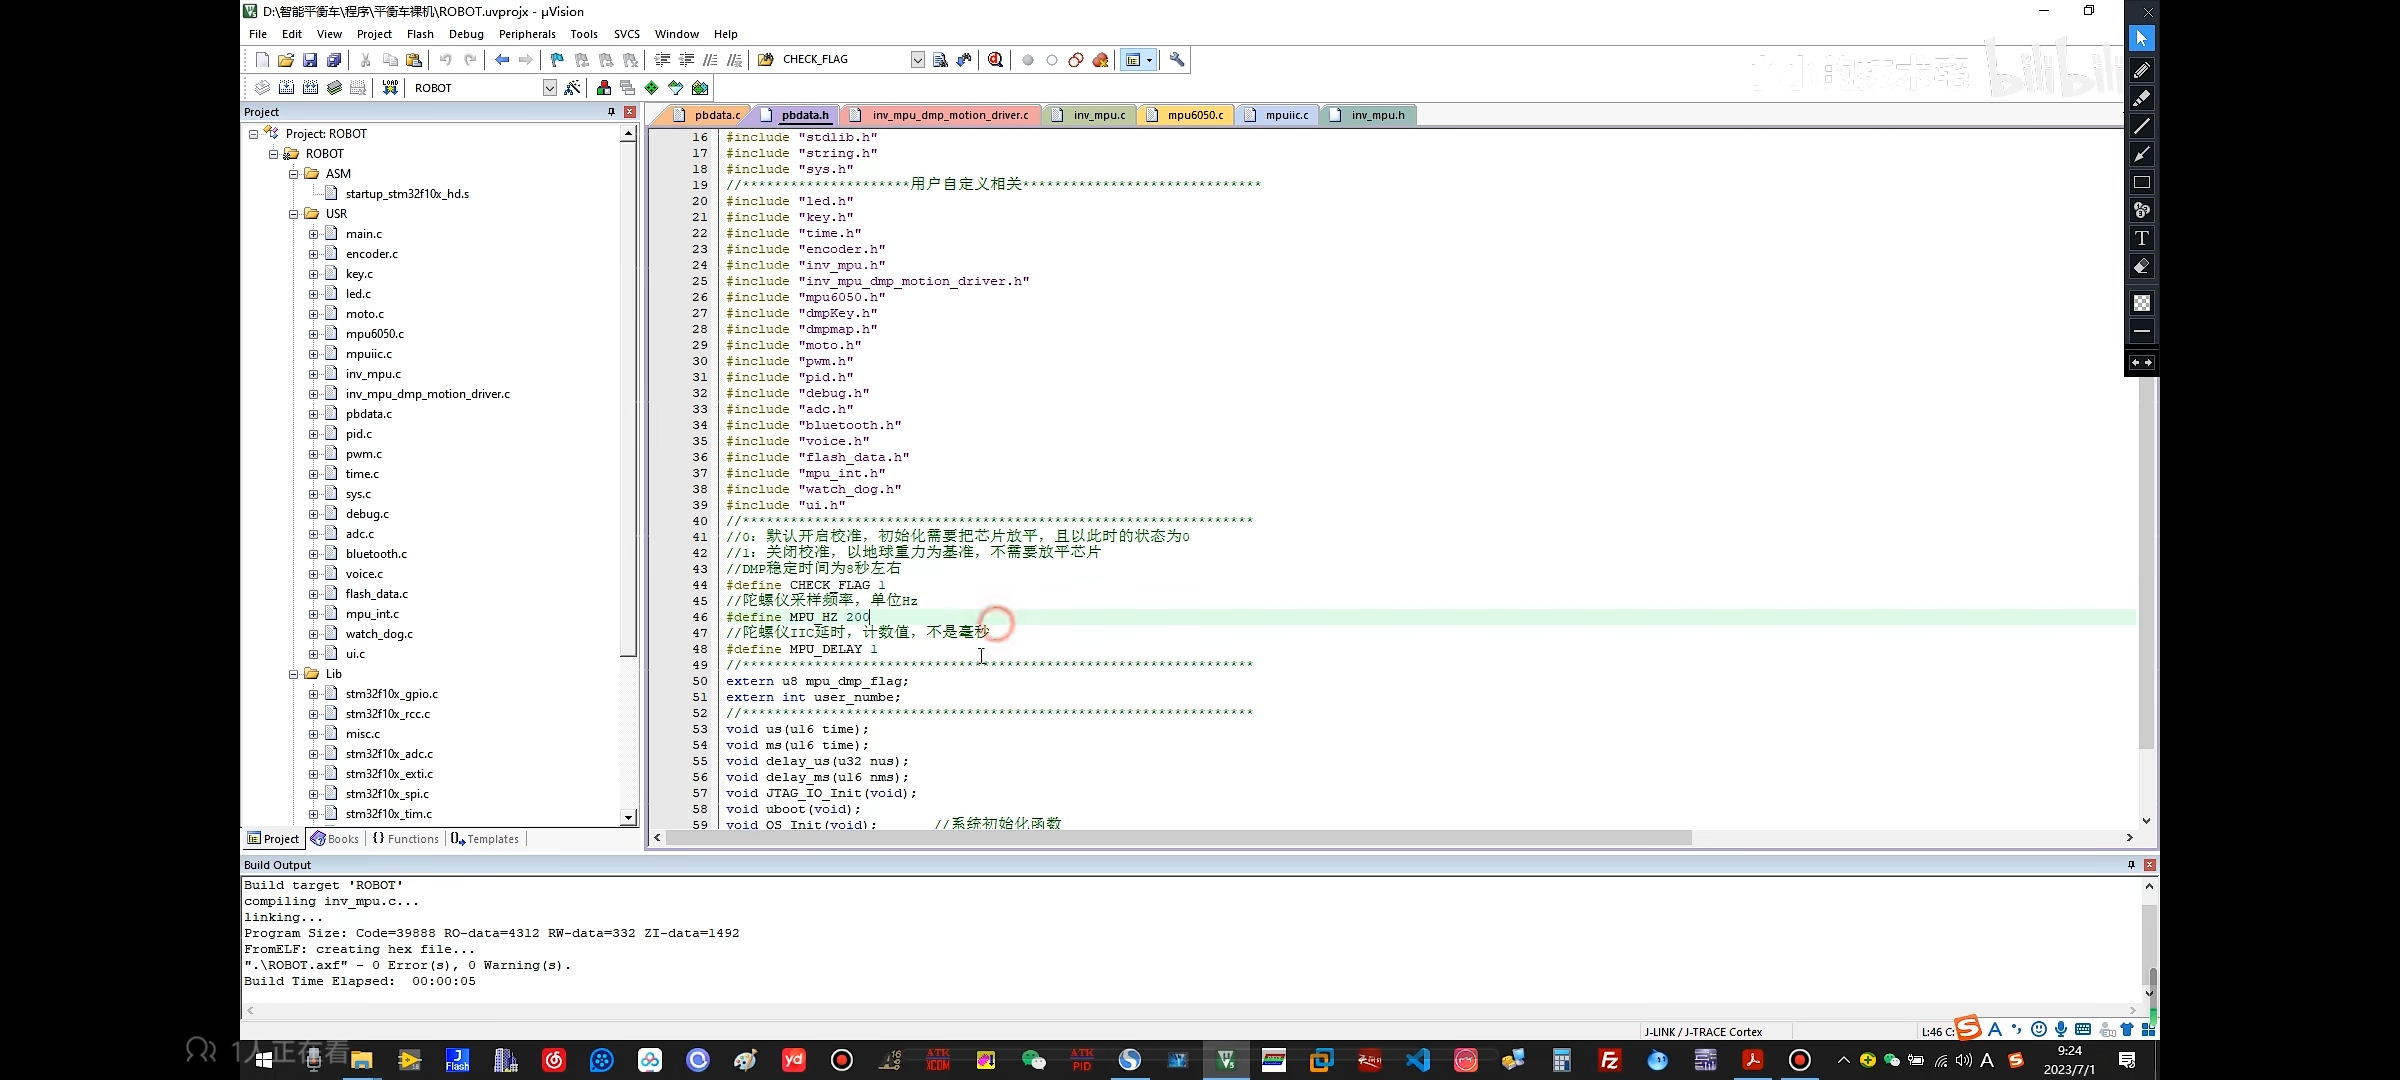 D:\智能平衡车\程序\平衡车裸机\ROBOT.uvprojx - µVision
File Edit View Project Flash Debug Peripherals Tools SVCS Window Help
CHECK_FLAG
小小的技术宅 bilibili
LOAD ROBOT
Project
Project: ROBOT
ROBOT
ASM
startup_stm32f10x_hd.s
USR
main.c
encoder.c
key.c
led.c
moto.c
mpu6050.c
mpuiic.c
inv_mpu.c
inv_mpu_dmp_motion_driver.c
pbdata.c
pid.c
pwm.c
time.c
sys.c
debug.c
adc.c
bluetooth.c
voice.c
flash_data.c
mpu_int.c
watch_dog.c
ui.c
Lib
stm32f10x_gpio.c
stm32f10x_rcc.c
misc.c
stm32f10x_adc.c
stm32f10x_exti.c
stm32f10x_spi.c
stm32f10x_tim.c
Project Books {} Functions Templates
pbdata.c pbdata.h inv_mpu_dmp_motion_driver.c inv_mpu.c mpu6050.c mpuiic.c inv_mpu.h
16 #include "stdlib.h"
17 #include "string.h"
18 #include "sys.h"
19 //*********************用户自定义相关******************************
20 #include "led.h"
21 #include "key.h"
22 #include "time.h"
23 #include "encoder.h"
24 #include "inv_mpu.h"
25 #include "inv_mpu_dmp_motion_driver.h"
26 #include "mpu6050.h"
27 #include "dmpKey.h"
28 #include "dmpmap.h"
29 #include "moto.h"
30 #include "pwm.h"
31 #include "pid.h"
32 #include "debug.h"
33 #include "adc.h"
34 #include "bluetooth.h"
35 #include "voice.h"
36 #include "flash_data.h"
37 #include "mpu_int.h"
38 #include "watch_dog.h"
39 #include "ui.h"
40 //****************************************************************
41 //0：默认开启校准，初始化需要把芯片放平，且以此时的状态为0
42 //1：关闭校准，以地球重力为基准，不需要放平芯片
43 //DMP稳定时间为8秒左右
44 #define CHECK_FLAG 1
45 //陀螺仪采样频率，单位Hz
46 #define MPU_HZ 200
47 //陀螺仪IIC延时，计数值，不是毫秒
48 #define MPU_DELAY 1
49 //****************************************************************
50 extern u8 mpu_dmp_flag;
51 extern int user_numbe;
52 //****************************************************************
53 void us(u16 time);
54 void ms(u16 time);
55 void delay_us(u32 nus);
56 void delay_ms(u16 nms);
57 void JTAG_IO_Init(void);
58 void uboot(void);
59 void OS_Init(void); //系统初始化函数
Build Output
Build target 'ROBOT'
compiling inv_mpu.c...
linking...
Program Size: Code=39888 RO-data=4312 RW-data=332 ZI-data=1492
FromELF: creating hex file...
".\ROBOT.axf" - 0 Error(s), 0 Warning(s).
Build Time Elapsed: 00:00:05
J-LINK / J-TRACE Cortex L:46 C:
1人正在看
9:24
2023/7/1